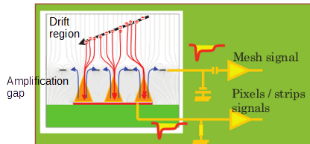 Drift
region
Mesh signal
Amplification
gap
Pixels / strips
signals